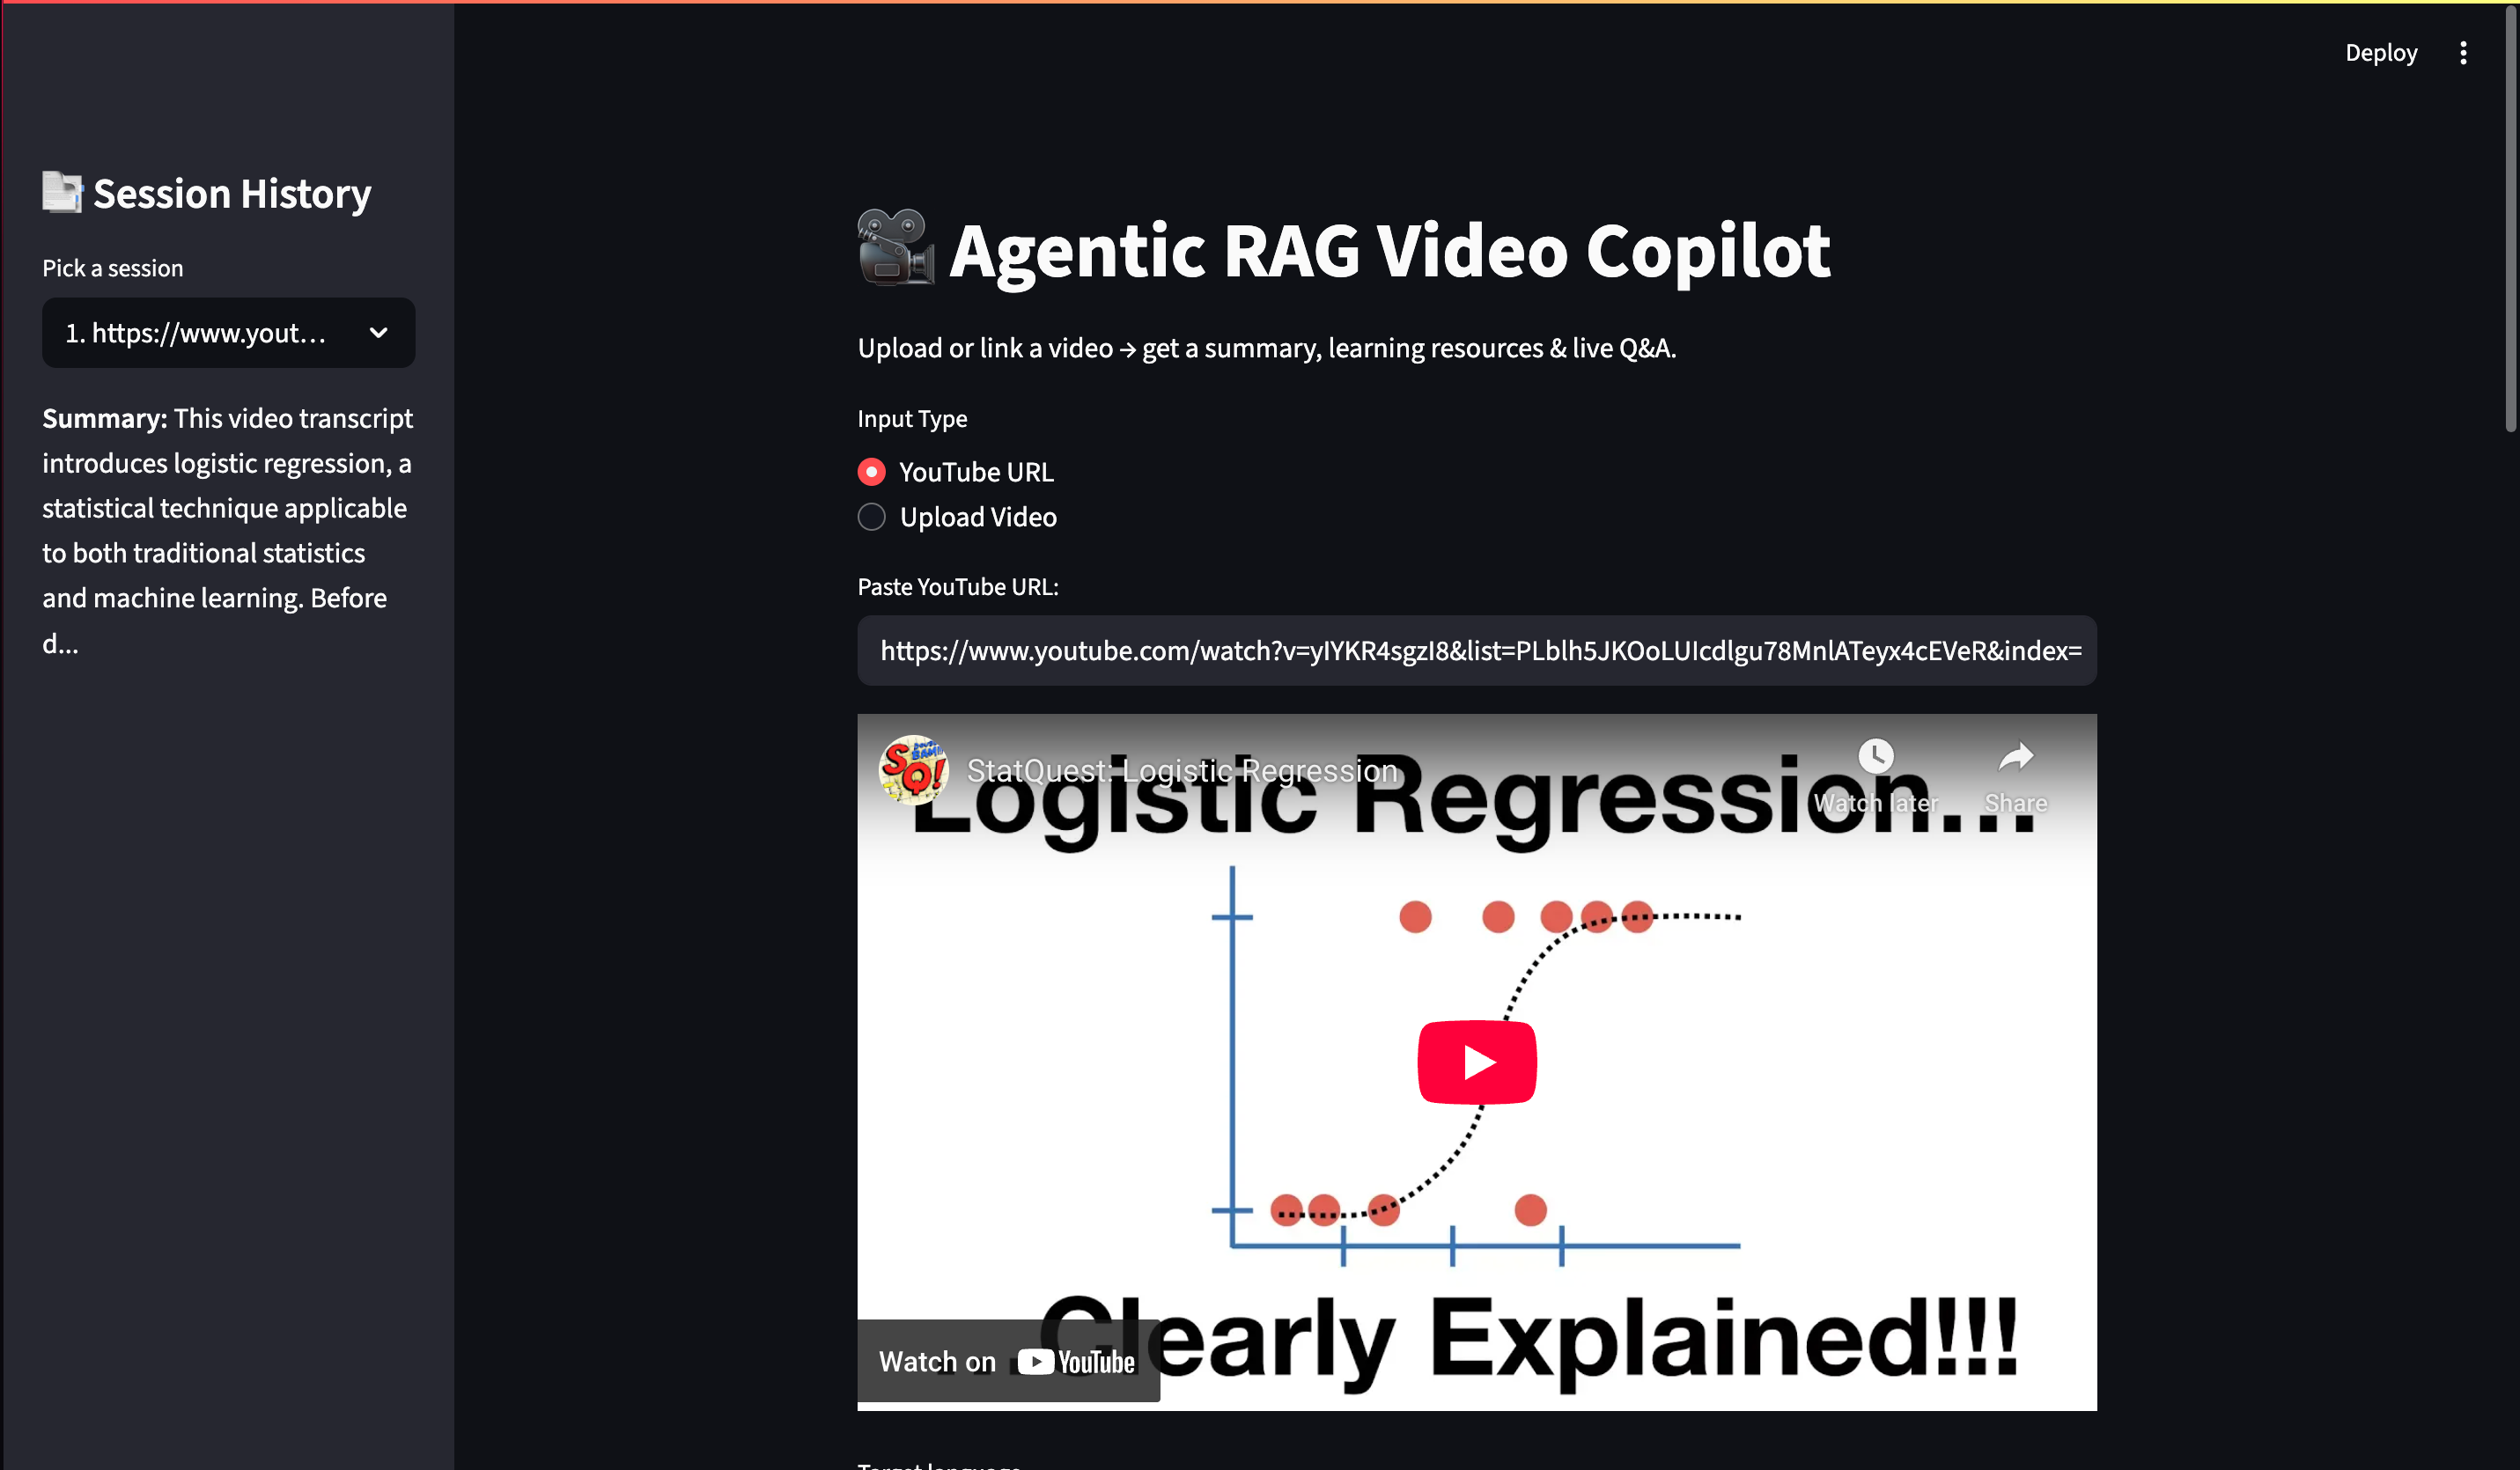 Deploy
Session History
Pick a session
1. https://www.yout...
Summary: This video transcript
introduces logistic regression, a
statistical technique applicable
to both traditional statistics
and machine learning. Before
d...
Agentic RAG Video Copilot
Upload or link a video → get a summary, learning resources & live Q&A.
Input Type
YouTube URL
Upload Video
Paste YouTube URL:
https://www.youtube.com/watch?v=yIYKR4sgzI8&list=PLblh5JKOoLUIcdlgu78MnlATeyx4cEVeR&index=
SQ!
StatQuest: Logistic Regression
Watch later
Share
Logistic Regression...
...Clearly Explained!!!
Watch on YouTube
Target language